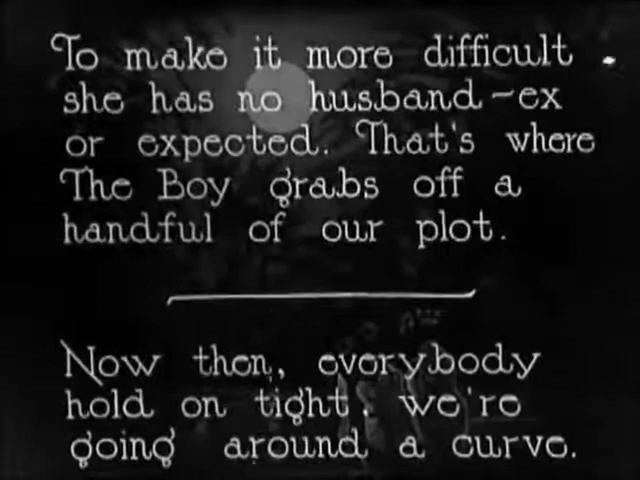 To make it more difficult
she has no husband - ex
or expected. That's where
The Boy grabs off a
handful of our plot.
Now then, everybody
hold on tight. we're
going around a curve.